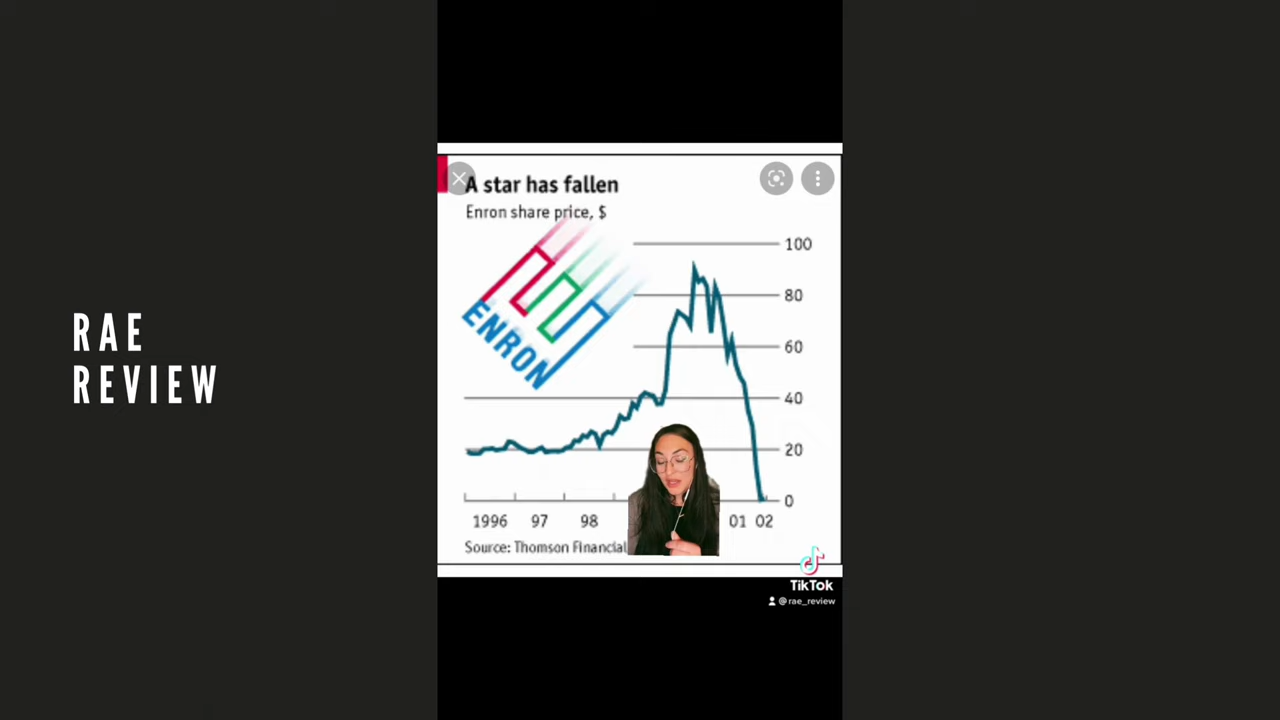 RAE
REVIEW
A star has fallen
Enron share price, $
ENRON
100
80
60
40
20
0
1996 97 98 01 02
Source: Thomson Financial
TikTok
@rae_review